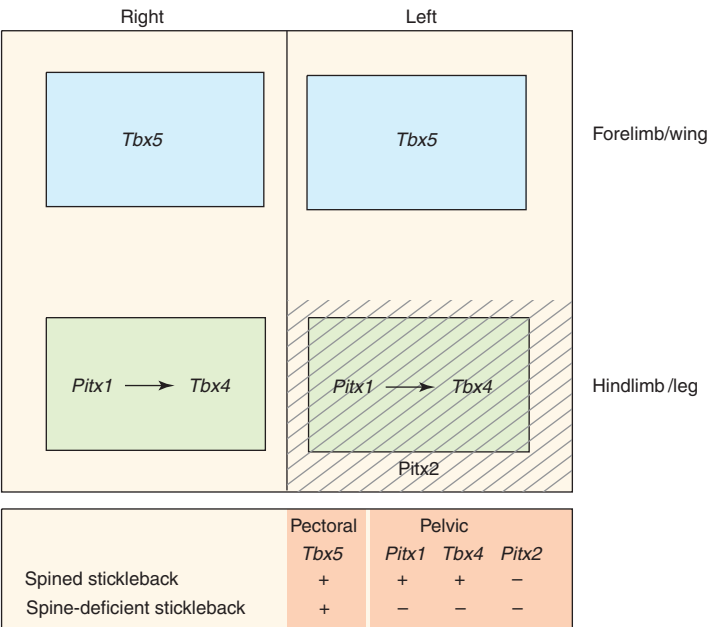 Right Left
Tbx5 Tbx5 Forelimb/wing
Pitx1 Tbx4 Pitx1 Tbx4 Hindlimb/leg
Pitx2
Pectoral Pelvic
Tbx5 Pitx1 Tbx4 Pitx2
Spined stickleback + + + –
Spine-deficient stickleback + – – –